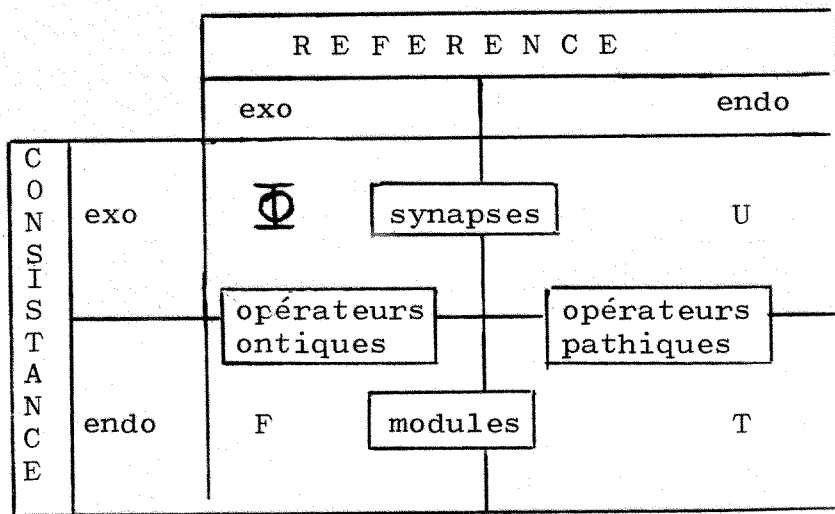 R E F E R E N C E
exo endo
C
O
N
S
I
S
T
A
N
C
E
exo Φ synapses U
opérateurs
ontiques
opérateurs
pathiques
endo F modules T